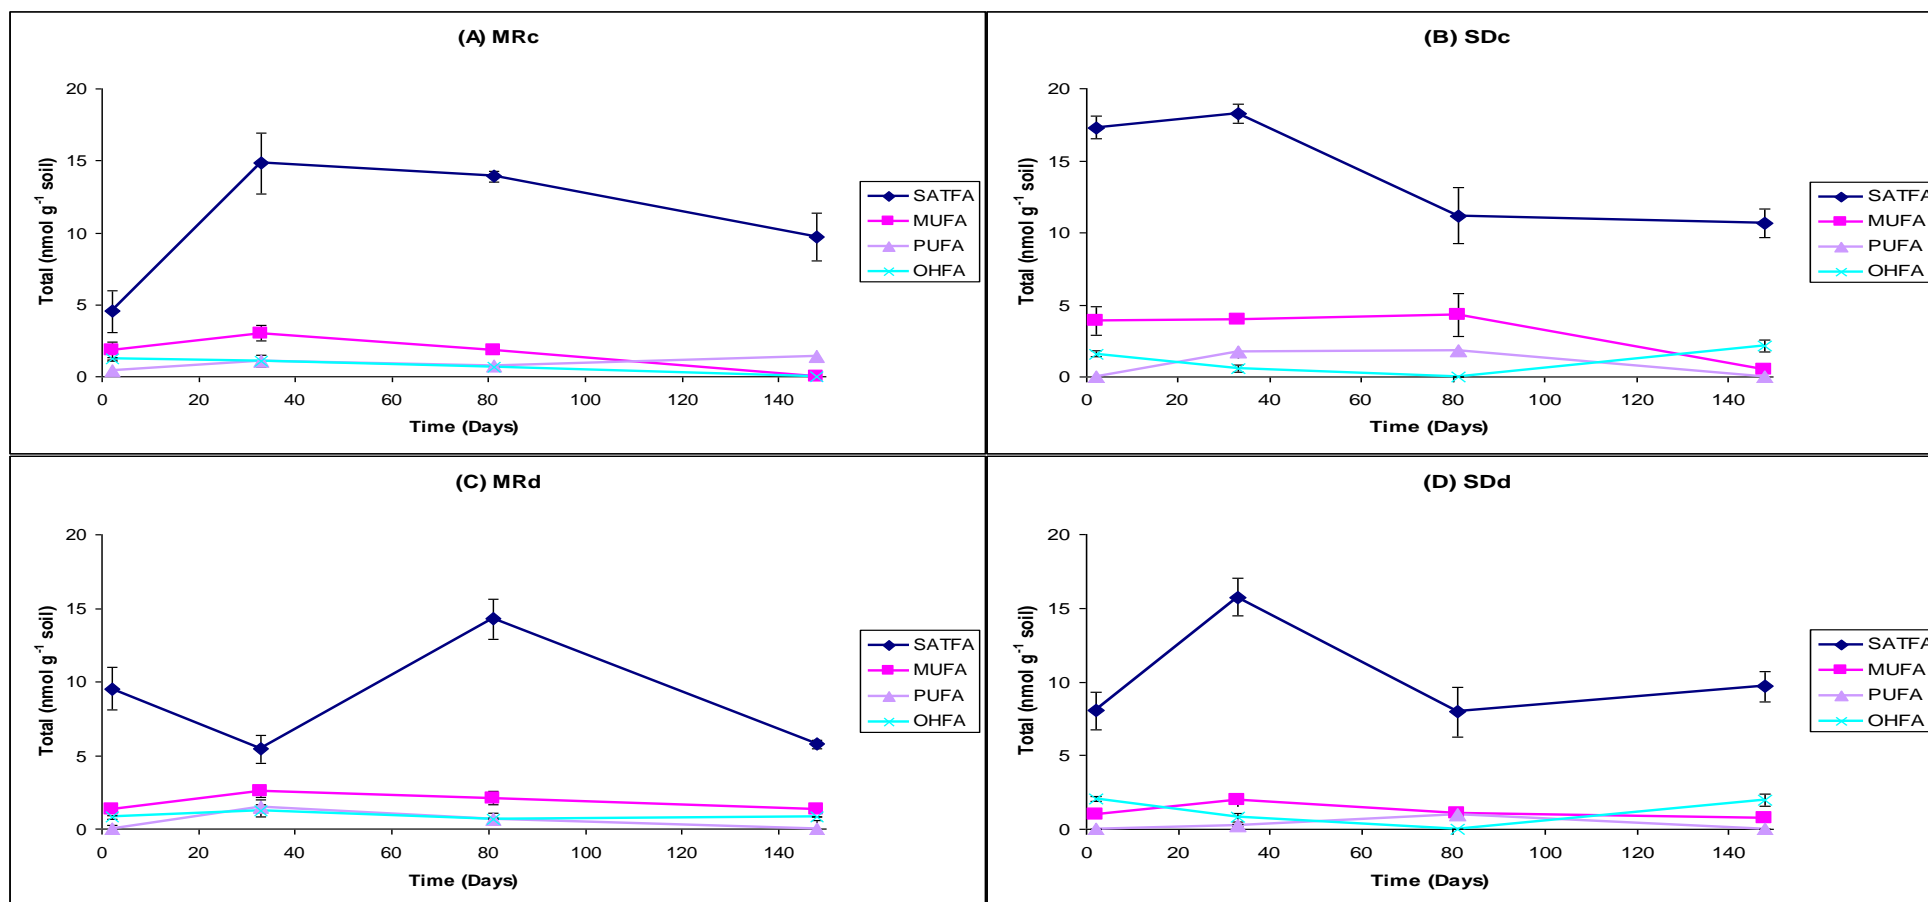 (A) MRc
Total (nmol g⁻¹ soil)
20
15
10
5
0
0 20 40 60 80 100 120 140
Time (Days)
SATFA
MUFA
PUFA
OHFA
(B) SDc
Total (nmol g⁻¹ soil)
20
15
10
5
0
0 20 40 60 80 100 120 140
Time (Days)
SATFA
MUFA
PUFA
OHFA
(C) MRd
Total (nmol g⁻¹ soil)
20
15
10
5
0
0 20 40 60 80 100 120 140
Time (Days)
SATFA
MUFA
PUFA
OHFA
(D) SDd
Total (nmol g⁻¹ soil)
20
15
10
5
0
0 20 40 60 80 100 120 140
Time (Days)
SATFA
MUFA
PUFA
OHFA